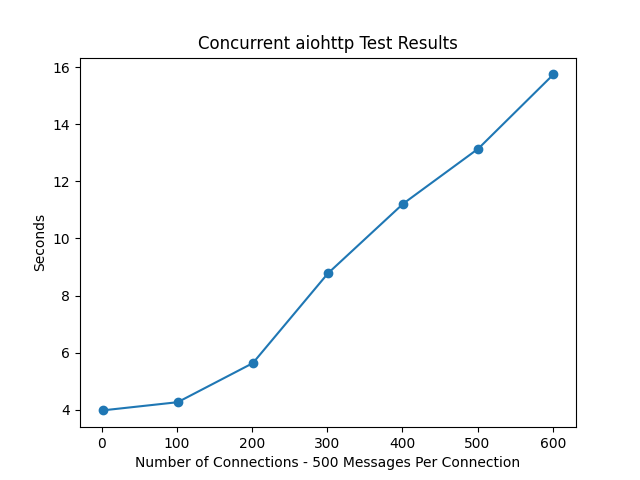 Concurrent aiohttp Test Results
16
14
12
10
8
6
4
Seconds
0 100 200 300 400 500 600
Number of Connections - 500 Messages Per Connection